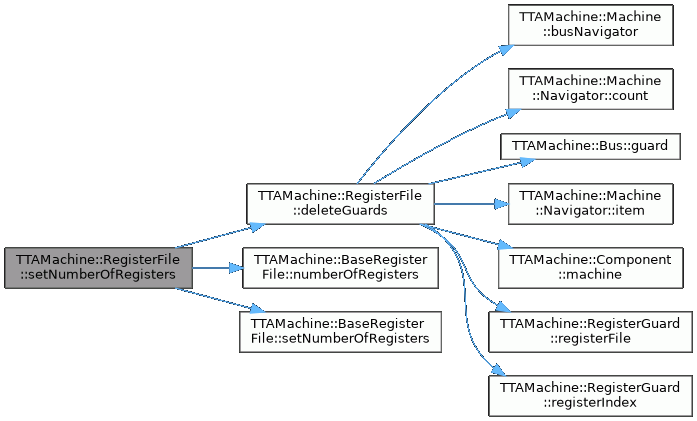 TTAMachine::Machine
::busNavigator
TTAMachine::Machine
::Navigator::count
TTAMachine::Bus::guard
TTAMachine::RegisterFile
::deleteGuards
TTAMachine::Machine
::Navigator::item
TTAMachine::RegisterFile
::setNumberOfRegisters
TTAMachine::BaseRegister
File::numberOfRegisters
TTAMachine::Component
::machine
TTAMachine::BaseRegister
File::setNumberOfRegisters
TTAMachine::RegisterGuard
::registerFile
TTAMachine::RegisterGuard
::registerIndex